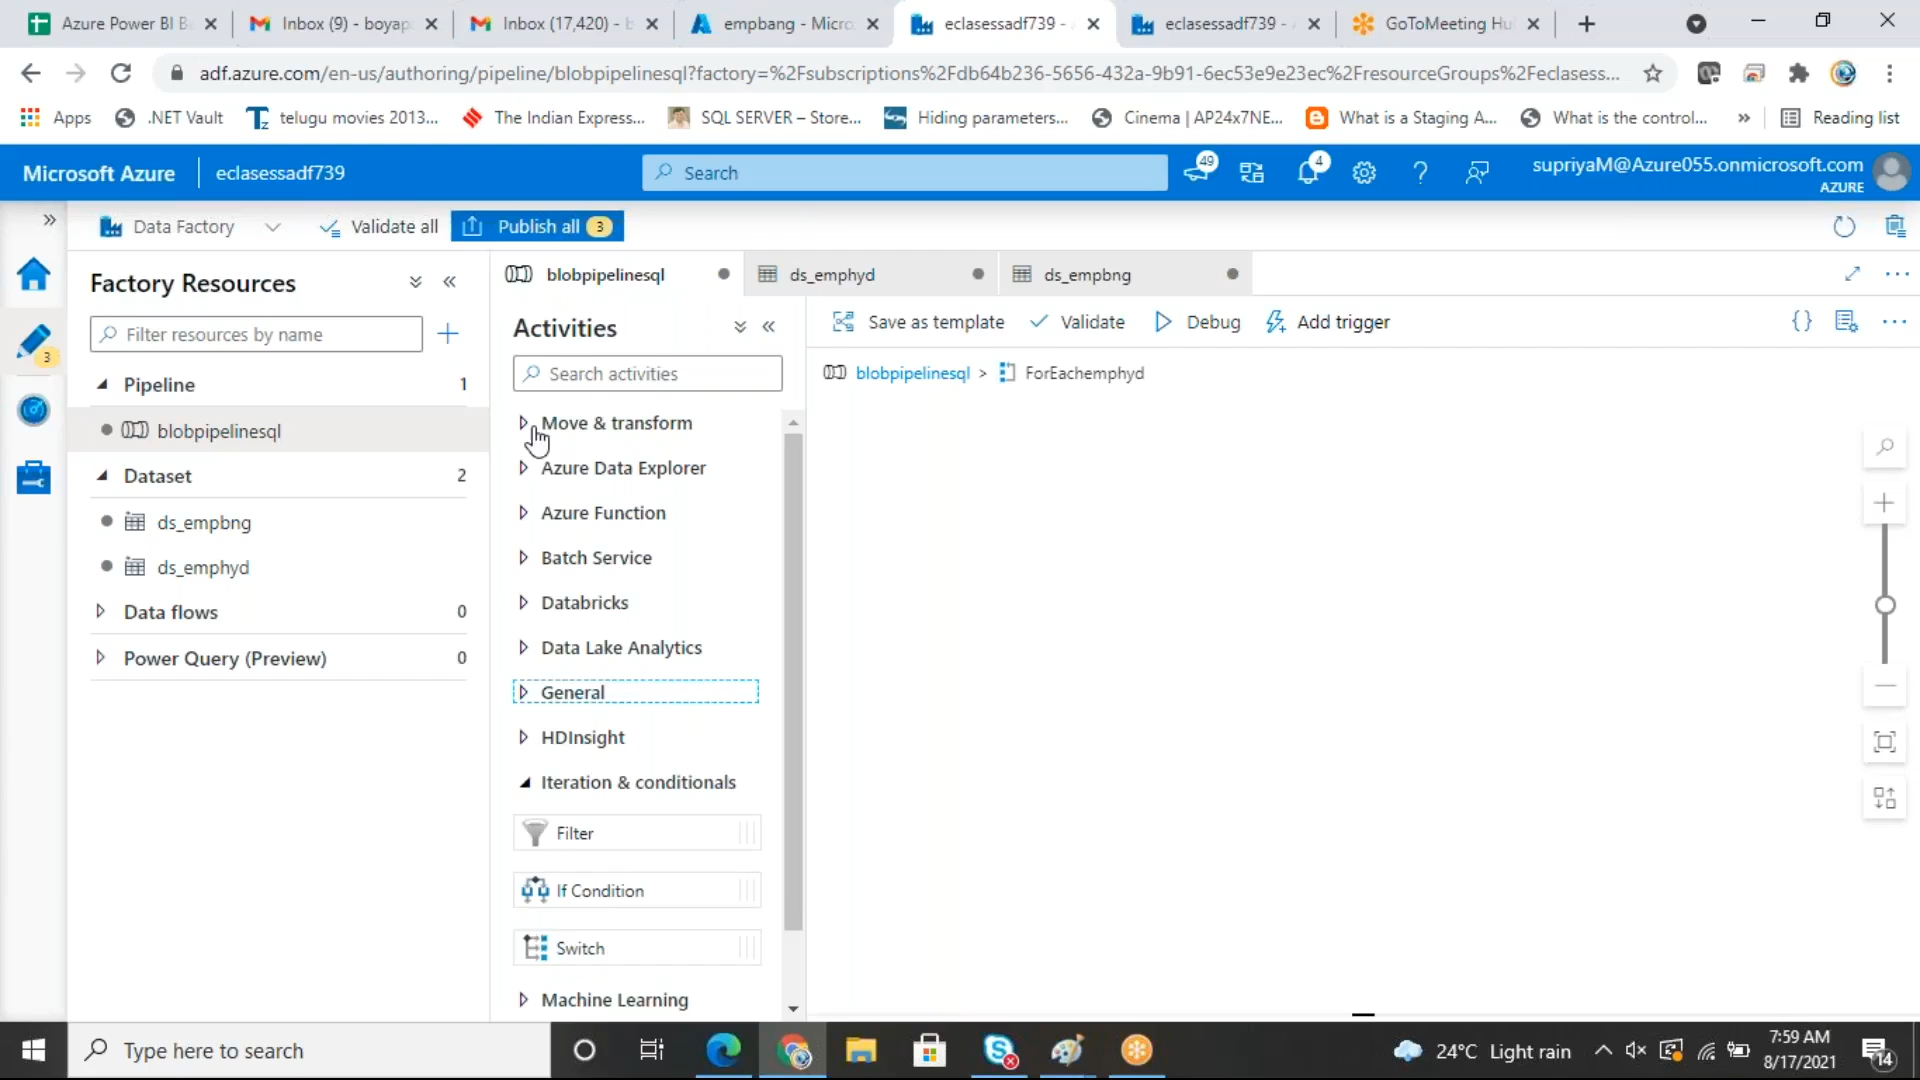 Azure Power BI B
Inbox (9) - boyap
Inbox (17,420) - b
empbang - Micro
eclasessadf739 -
eclasessadf739 -
GoToMeeting Hu
adf.azure.com/en-us/authoring/pipeline/blobpipelinesql?factory=%2Fsubscriptions%2Fdb64b236-5656-432a-9b91-6ec53e9e23ec%2FresourceGroups%2Feclasess...
Apps
.NET Vault
telugu movies 2013...
The Indian Express...
SQL SERVER – Store...
Hiding parameters...
Cinema | AP24x7NE...
What is a Staging A...
What is the control...
»
Reading list
Microsoft Azure
eclasessadf739
Search
49
4
supriyaM@Azure055.onmicrosoft.com
AZURE
Data Factory
Validate all
Publish all 3
3
Factory Resources
Filter resources by name
Pipeline 1
blobpipelinesql
Dataset 2
ds_empbng
ds_emphyd
Data flows 0
Power Query (Preview) 0
blobpipelinesql
ds_emphyd
ds_empbng
Activities
Search activities
Move & transform
Azure Data Explorer
Azure Function
Batch Service
Databricks
Data Lake Analytics
General
HDInsight
Iteration & conditionals
Filter
If Condition
Switch
Machine Learning
Save as template
Validate
Debug
Add trigger
blobpipelinesql > ForEachemphyd
Type here to search
24°C Light rain
7:59 AM
8/17/2021
14